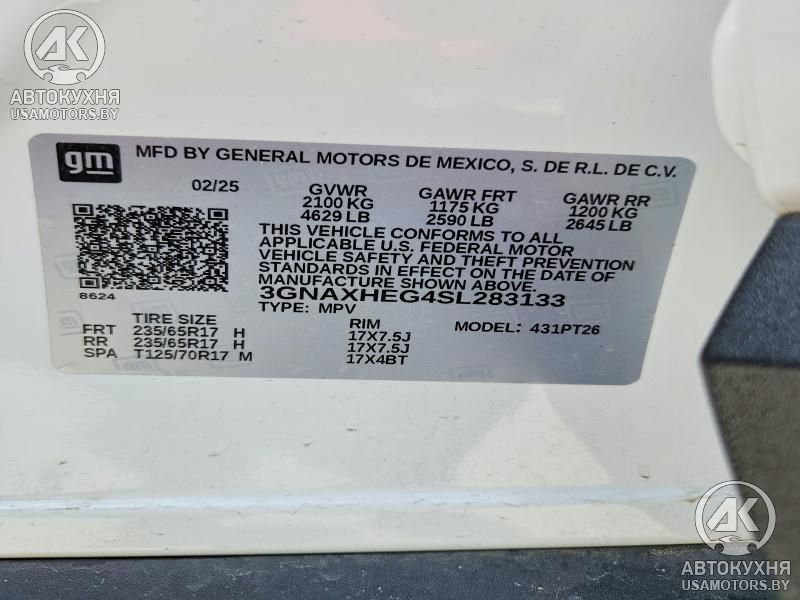 AK
АВТОКУХНЯ
USAMOTORS.BY
gm
MFD BY GENERAL MOTORS DE MEXICO, S. DE R.L. DE C.V.
02/25 GVWR GAWR FRT GAWR RR
2100 KG 1175 KG 1200 KG
4629 LB 2590 LB 2645 LB
THIS VEHICLE CONFORMS TO ALL
APPLICABLE U.S. FEDERAL MOTOR
VEHICLE SAFETY AND THEFT PREVENTION
STANDARDS IN EFFECT ON THE DATE OF
MANUFACTURE SHOWN ABOVE.
8624
3GNAXHEG4SL283133
TYPE: MPV
TIRE SIZE RIM MODEL: 431PT26
FRT 235/65R17 H 17X7.5J
RR 235/65R17 H 17X7.5J
SPA T125/70R17 M 17X4BT
AK
АВТОКУХНЯ
USAMOTORS.BY